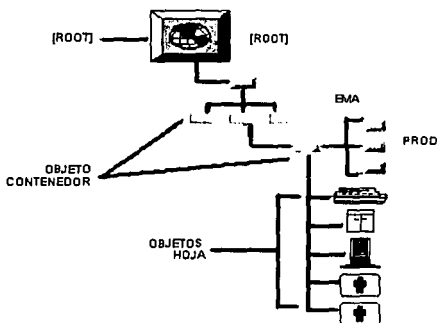 [ROOT]
[ROOT]
EMA
PROD
OBJETO
CONTENEDOR
OBJETOS
HOJA